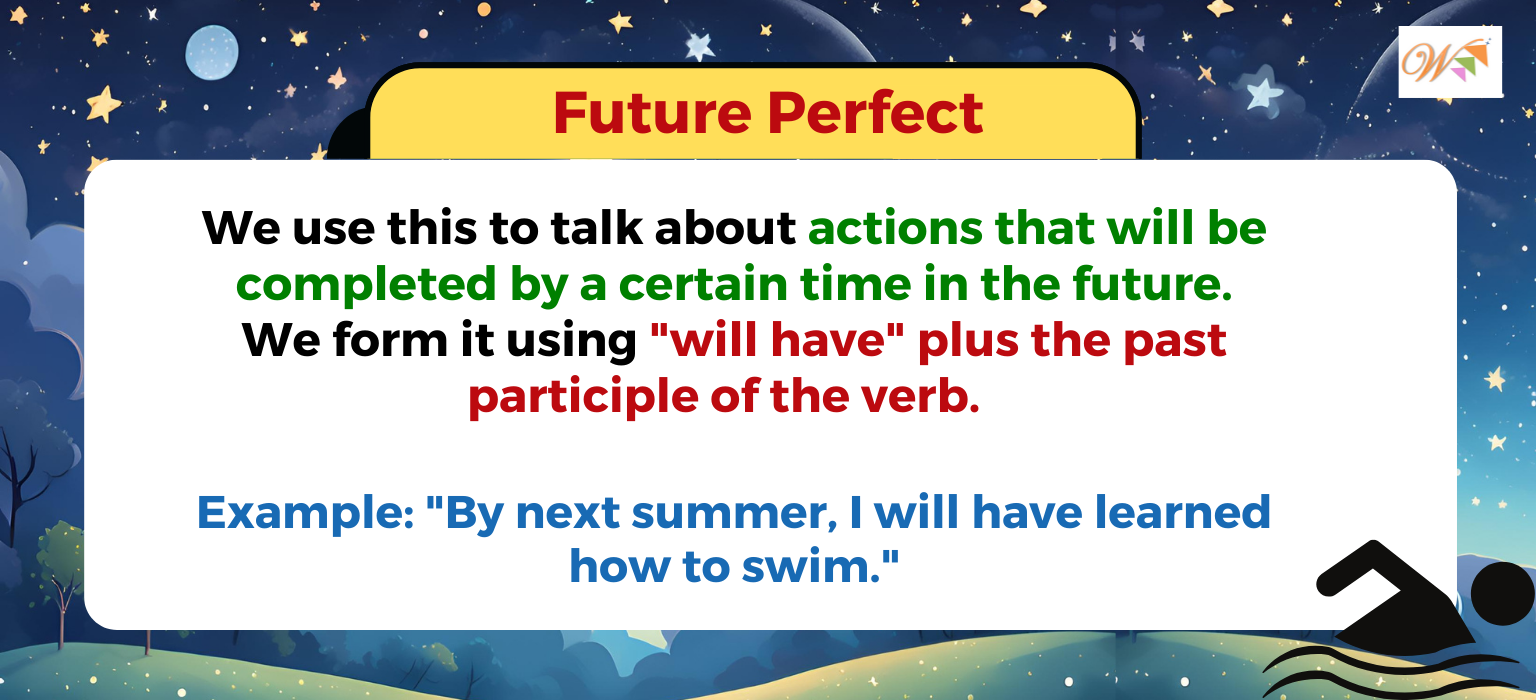 W
Future Perfect
We use this to talk about actions that will be
completed by a certain time in the future.
We form it using "will have" plus the past
participle of the verb.
Example: "By next summer, I will have learned
how to swim."